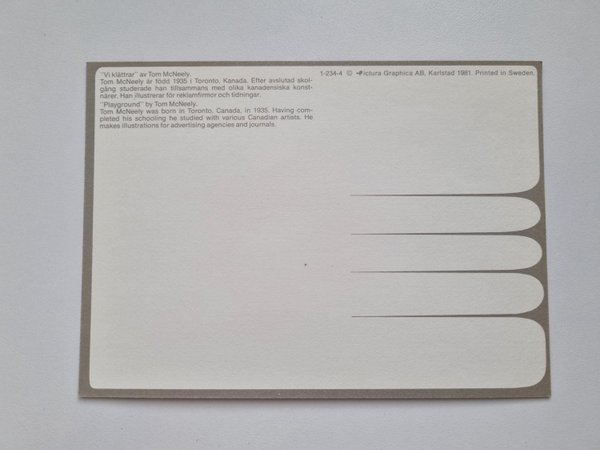 "Vi klättrar" av Tom McNeely.
Tom McNeely är född 1935 i Toronto, Kanada. Efter avslutad skol-
gång studerade han tillsammans med olika kanadensiska konst-
närer. Han illustrerar för reklamfirmor och tidningar.
"Playground" by Tom McNeely.
Tom McNeely was born in Toronto, Canada, in 1935. Having com-
pleted his schooling he studied with various Canadian artists. He
makes illustrations for advertising agencies and journals.
1-234-4 © Pictura Graphica AB, Karlstad 1981. Printed in Sweden.